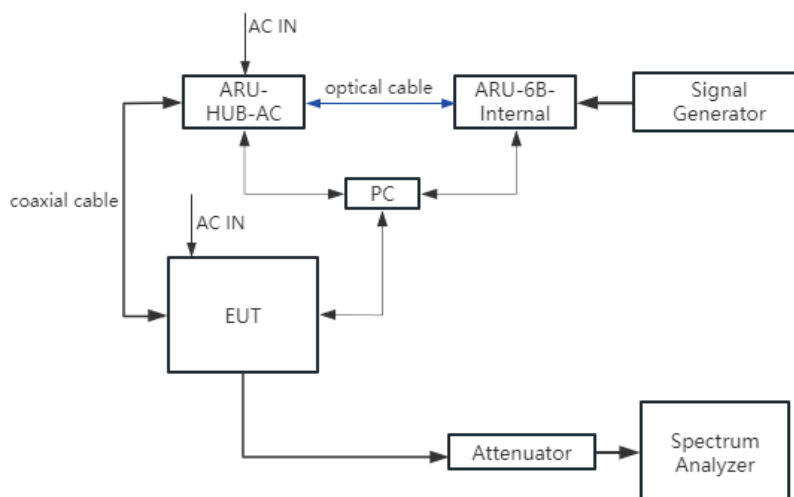 AC IN
ARU-
HUB-AC
optical cable
ARU-6B-
Internal
Signal
Generator
PC
coaxial cable
AC IN
EUT
Attenuator
Spectrum
Analyzer